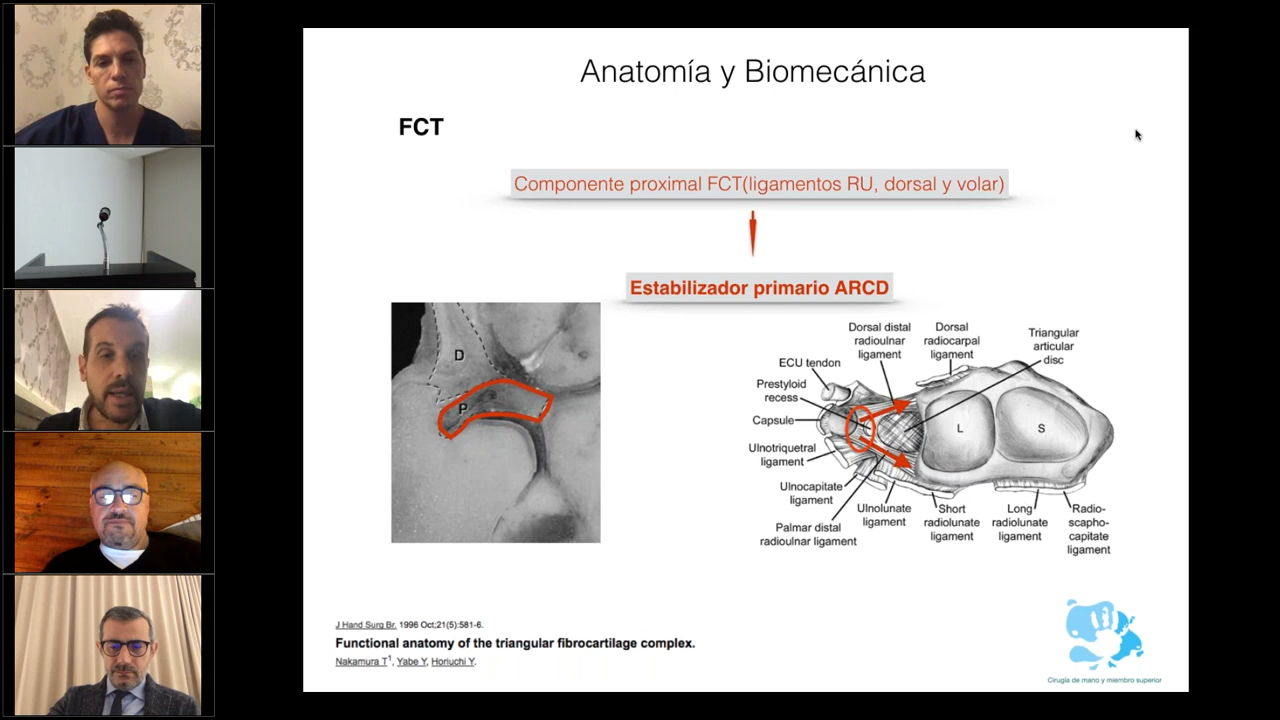 Anatomía y Biomecánica
FCT
Componente proximal FCT(ligamentos RU, dorsal y volar)
Estabilizador primario ARCD
D
P
Dorsal distal
radioulnar
ligament
Dorsal
radiocarpal
ligament
Triangular
articular
disc
ECU tendon
Prestyloid
recess
Capsule
Ulnotriquetral
ligament
Ulnocapitate
ligament
Palmar distal
radioulnar ligament
Ulnolunate
ligament
Short
radiolunate
ligament
Long
radiolunate
ligament
Radio-
scapho-
capitate
ligament
L
S
J Hand Surg Br. 1996 Oct;21(5):581-6.
Functional anatomy of the triangular fibrocartilage complex.
Nakamura T1, Yabe Y, Horiuchi Y.
Cirugía de mano y miembro superior